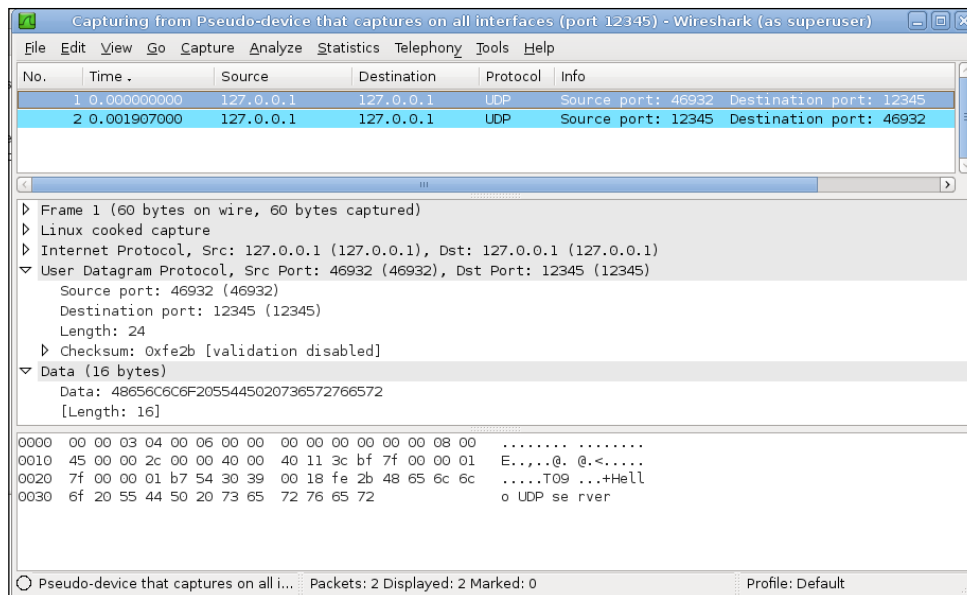 Capturing from Pseudo-device that captures on all interfaces (port 12345) - Wireshark (as superuser)
File Edit View Go Capture Analyze Statistics Telephony Tools Help
No. Time Source Destination Protocol Info
1 0.000000000 127.0.0.1 127.0.0.1 UDP Source port: 46932 Destination port: 12345
2 0.001907000 127.0.0.1 127.0.0.1 UDP Source port: 12345 Destination port: 46932
Frame 1 (60 bytes on wire, 60 bytes captured)
Linux cooked capture
Internet Protocol, Src: 127.0.0.1 (127.0.0.1), Dst: 127.0.0.1 (127.0.0.1)
User Datagram Protocol, Src Port: 46932 (46932), Dst Port: 12345 (12345)
Source port: 46932 (46932)
Destination port: 12345 (12345)
Length: 24
Checksum: 0xfe2b [validation disabled]
Data (16 bytes)
Data: 48656C6C6F2055445020736572766572
[Length: 16]
0000 00 00 03 04 00 06 00 00 00 00 00 00 00 00 08 00 ........ ........
0010 45 00 00 2c 00 00 40 00 40 11 3c bf 7f 00 00 01 E..,..@. @.<.....
0020 7f 00 00 01 b7 54 30 39 00 18 fe 2b 48 65 6c 6c .....T09 ...+Hell
0030 6f 20 55 44 50 20 73 65 72 76 65 72 o UDP se rver
Pseudo-device that captures on all i... Packets: 2 Displayed: 2 Marked: 0 Profile: Default